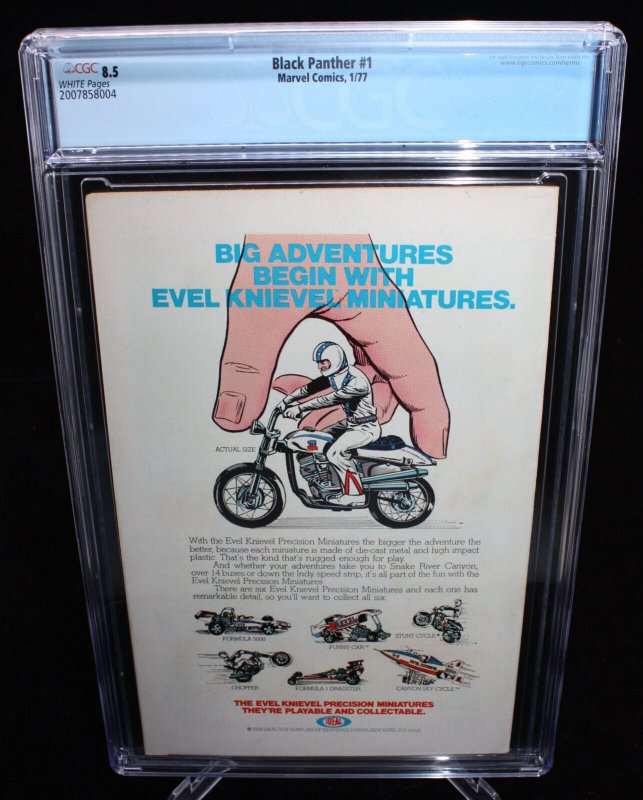 CGC 8.5
WHITE Pages
2007858004
Black Panther #1
Marvel Comics, 1/77
www.cgccomics.com/terms
CGC
BIG ADVENTURES
BEGIN WITH
EVEL KNIEVEL MINIATURES.
ACTUAL SIZE
With the Evel Knievel Precision Miniatures the bigger the adventure the
better, because each miniature is made of die-cast metal and high impact
plastic. That's the kind that's rugged enough for play.
And whether your adventures take you to Snake River Canyon,
over 14 buses or down the Indy speed strip, it's all part of the fun with the
Evel Knievel Precision Miniatures.
There are six Evel Knievel Precision Miniatures and each one has
remarkable detail, so you'll want to collect all six.
FORMULA 5000
FUNNY CAR™
STUNT CYCLE™
CHOPPER
FORMULA 1 DRAGSTER
CANYON SKY CYCLE™
THE EVEL KNIEVEL PRECISION MINIATURES
THEY'RE PLAYABLE AND COLLECTABLE.
IDEAL